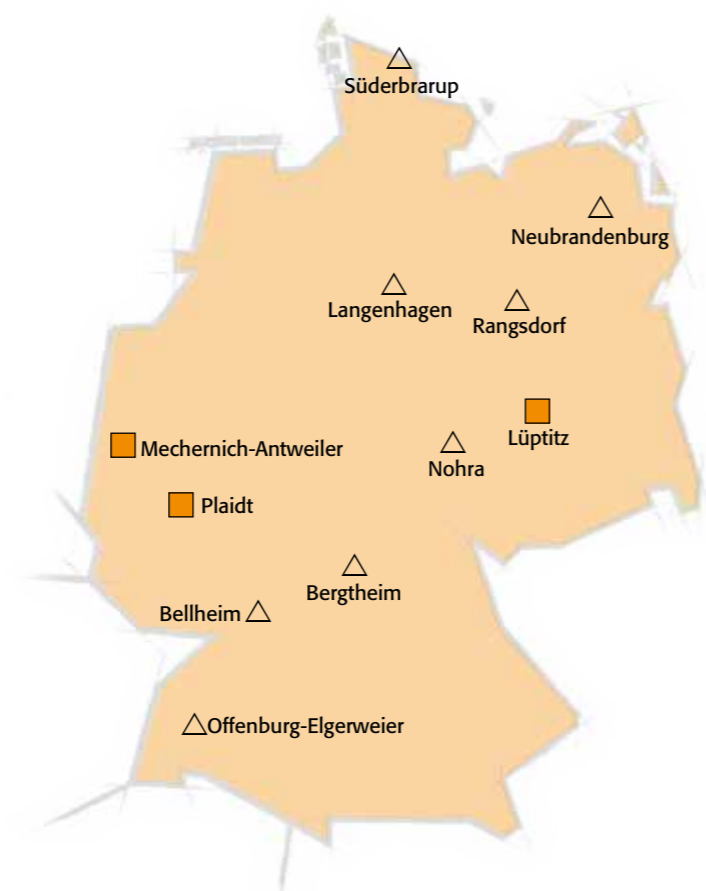 Süderbrarup
Neubrandenburg
Langenhagen
Rangsdorf
Lüptitz
Mechernich-Antweiler
Nohra
Plaidt
Bergtheim
Bellheim
Offenburg-Elgerweier